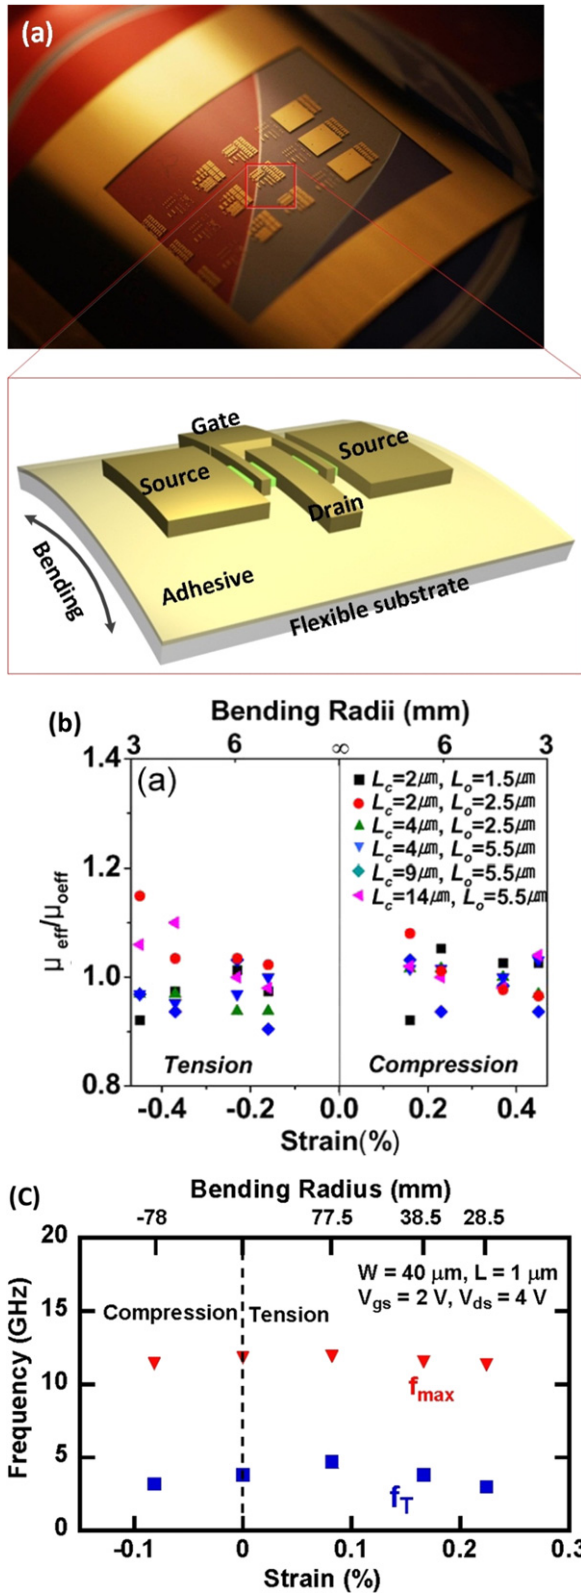 (a)
Gate
Source
Source
Drain
Bending
Adhesive
Flexible substrate
(b)
Bending Radii (mm)
3 6 ∞ 6 3
1.4
(a)
L_c=2㎛, L_o=1.5㎛
L_c=2㎛, L_o=2.5㎛
L_c=4㎛, L_o=2.5㎛
L_c=4㎛, L_o=5.5㎛
L_c=9㎛, L_o=5.5㎛
L_c=14㎛, L_o=5.5㎛
1.2
μ_eff/μ_oeff
1.0
Tension
Compression
0.8
-0.4 -0.2 0.0 0.2 0.4
Strain(%)
(C)
Bending Radius (mm)
-78 77.5 38.5 28.5
20
W = 40 μm, L = 1 μm
V_gs = 2 V, V_ds = 4 V
15
Compression Tension
Frequency (GHz)
f_max
10
5
f_T
0
-0.1 0 0.1 0.2 0.3
Strain (%)